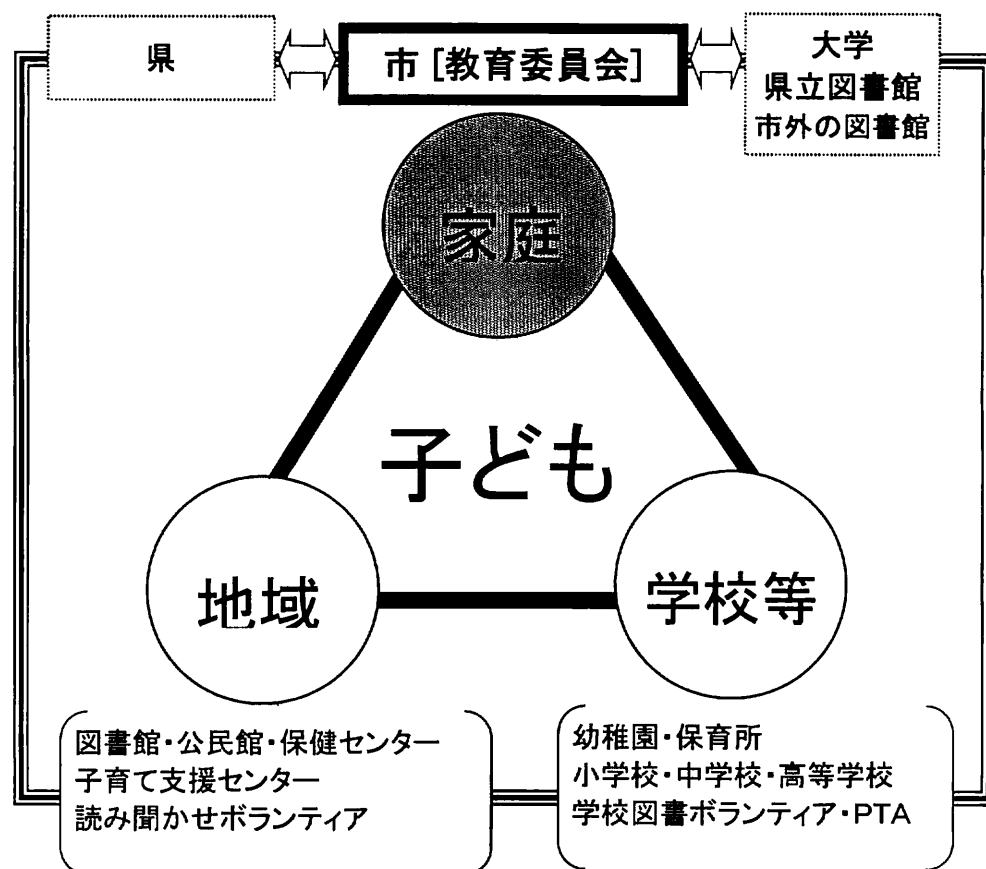 県
市[教育委員会]
大学
県立図書館
市外の図書館
家庭
子ども
地域
学校等
図書館・公民館・保健センター
子育て支援センター
読み聞かせボランティア
幼稚園・保育所
小学校・中学校・高等学校
学校図書ボランティア・PTA